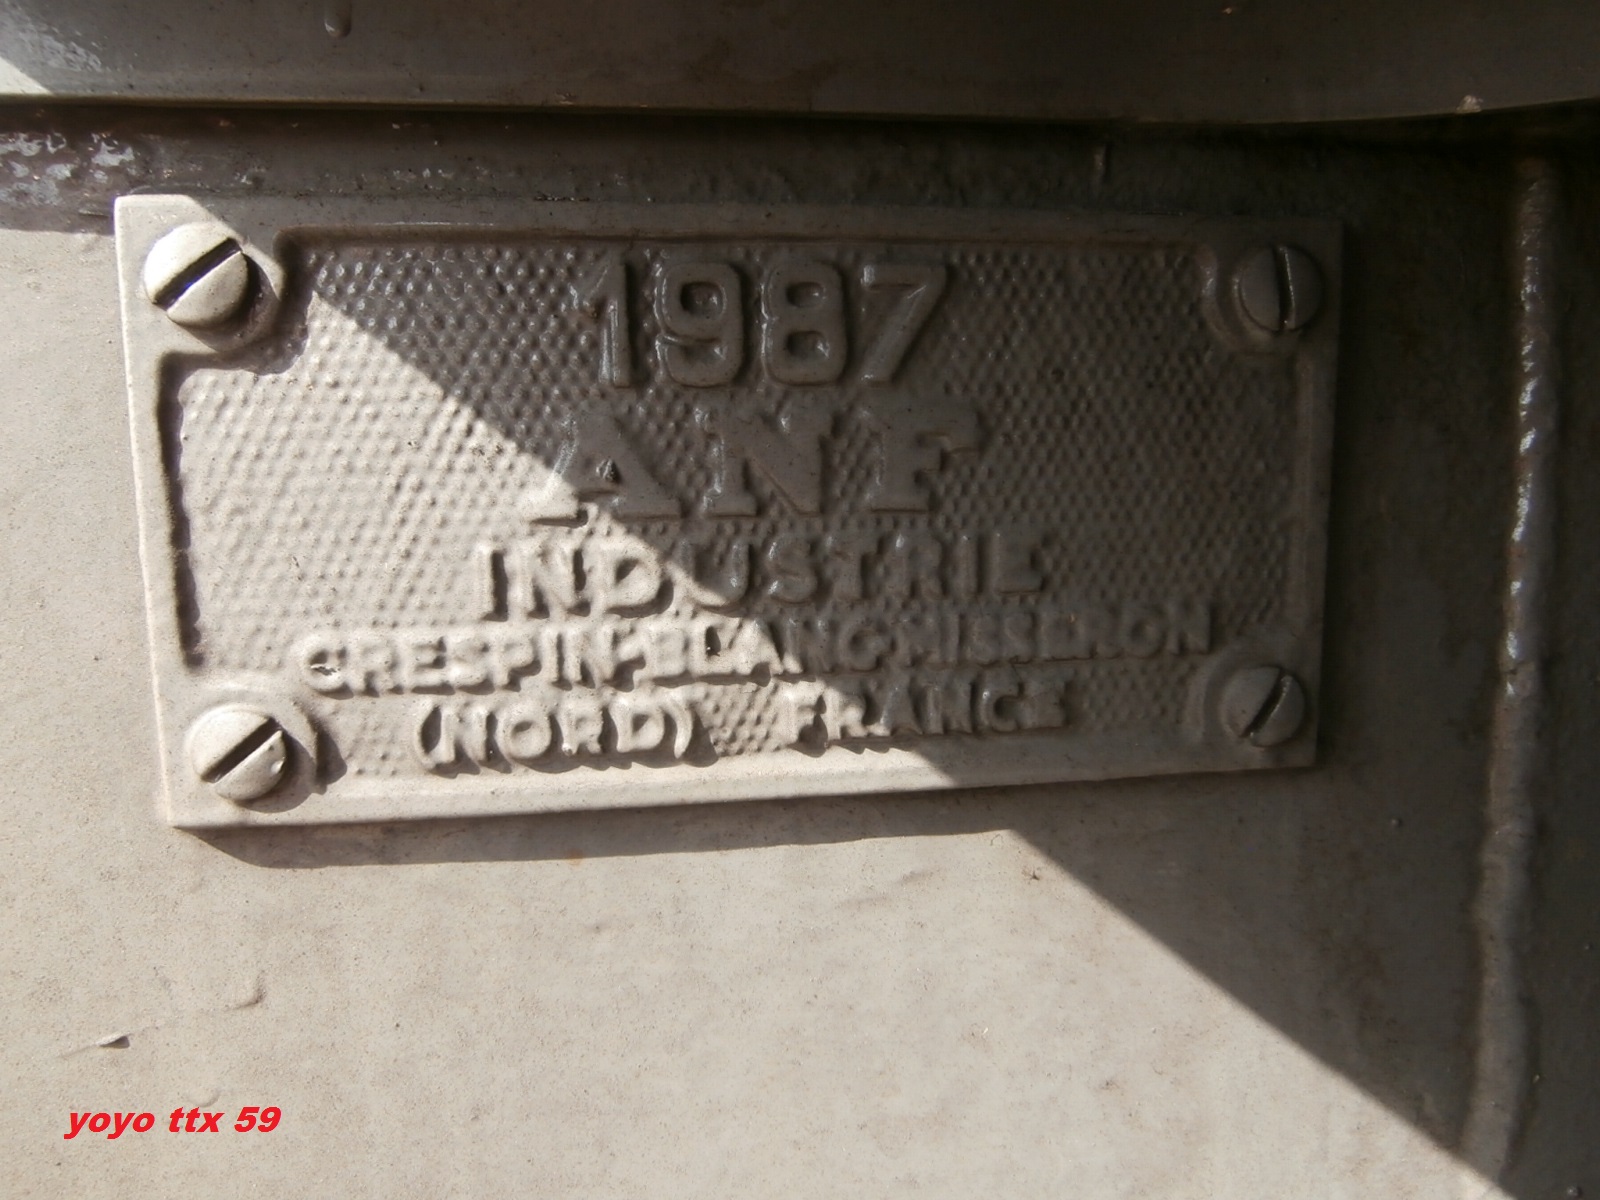 1987
ANF
INDUSTRIE
CRESPIN-BLANC-MISSERON
(NORD) FRANCE
yoyo ttx 59